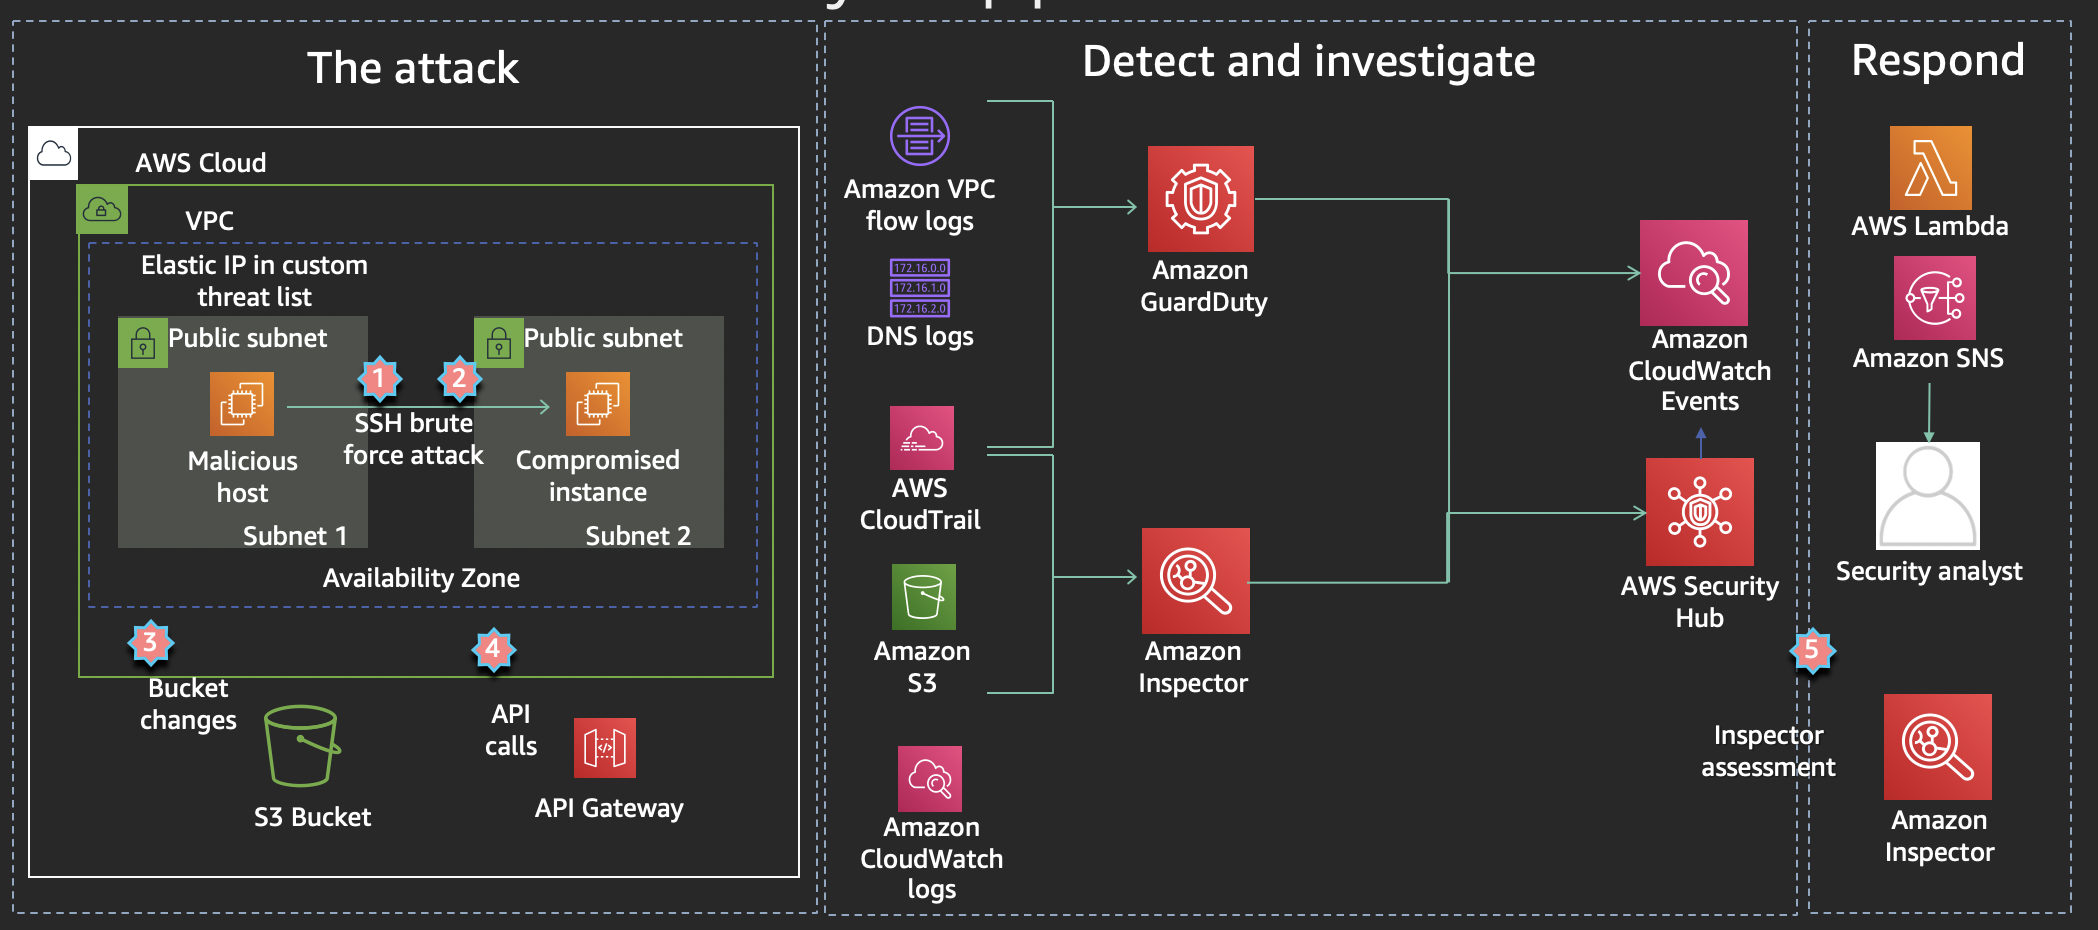 The attack
AWS Cloud
VPC
Elastic IP in custom
threat list
Public subnet
Public subnet
1
2
SSH brute
force attack
Malicious
host
Compromised
instance
Subnet 1
Subnet 2
Availability Zone
3
4
Bucket
changes
S3 Bucket
API
calls
API Gateway
Detect and investigate
Amazon VPC
flow logs
172.16.0.0
172.16.1.0
172.16.2.0
DNS logs
AWS
CloudTrail
Amazon
S3
Amazon
CloudWatch
logs
Amazon
GuardDuty
Amazon
Inspector
Amazon
CloudWatch
Events
AWS Security
Hub
5
Inspector
assessment
Respond
AWS Lambda
Amazon SNS
Security analyst
Amazon
Inspector